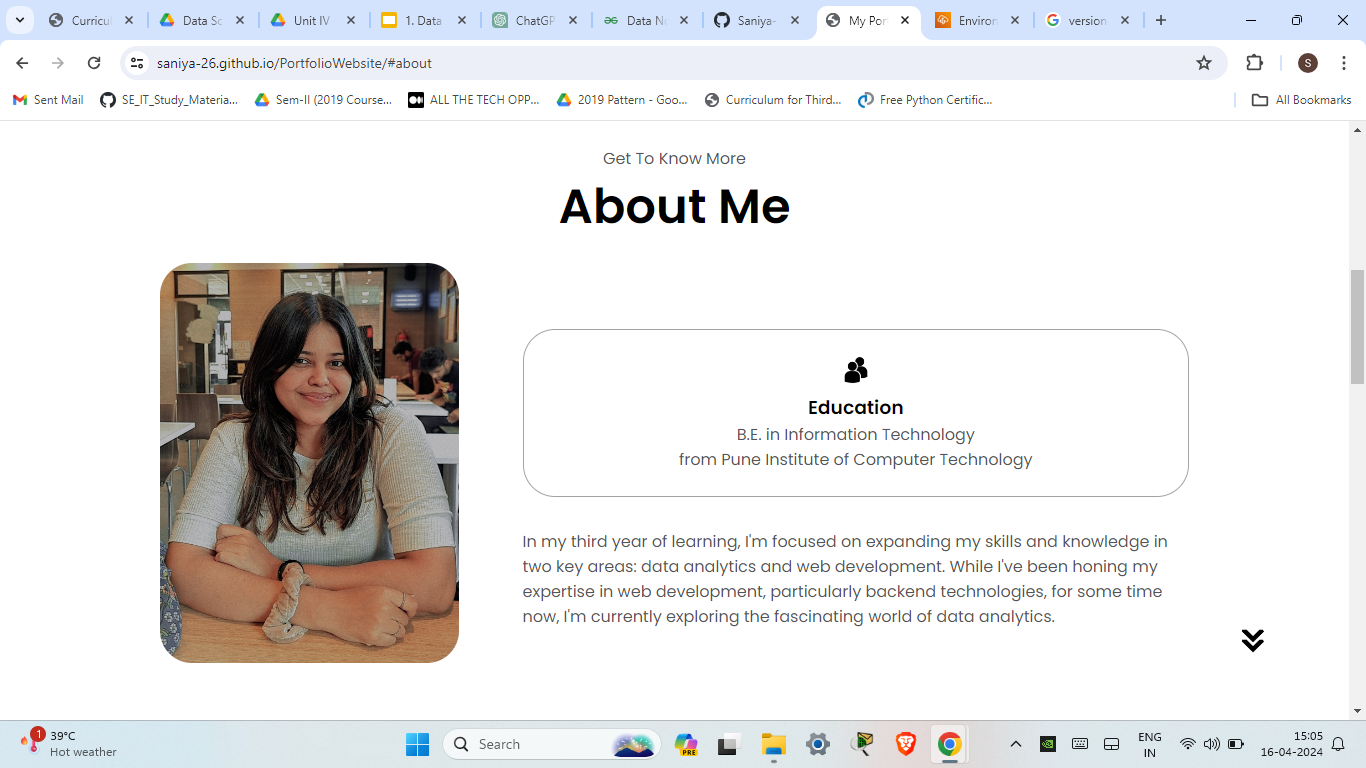 Curricul
Data Sc
Unit IV
1. Data
ChatGP
Data N
Saniya-
My Por
Environ
version
saniya-26.github.io/PortfolioWebsite/#about
S
Sent Mail
SE_IT_Study_Materia...
Sem-II (2019 Course...
ALL THE TECH OPP...
2019 Pattern - Goo...
Curriculum for Third...
Free Python Certific...
All Bookmarks
Get To Know More
About Me
Education
B.E. in Information Technology
from Pune Institute of Computer Technology
In my third year of learning, I'm focused on expanding my skills and knowledge in
two key areas: data analytics and web development. While I've been honing my
expertise in web development, particularly backend technologies, for some time
now, I'm currently exploring the fascinating world of data analytics.
1
39°C
Hot weather
Search
PRE
ENG
IN
15:05
16-04-2024